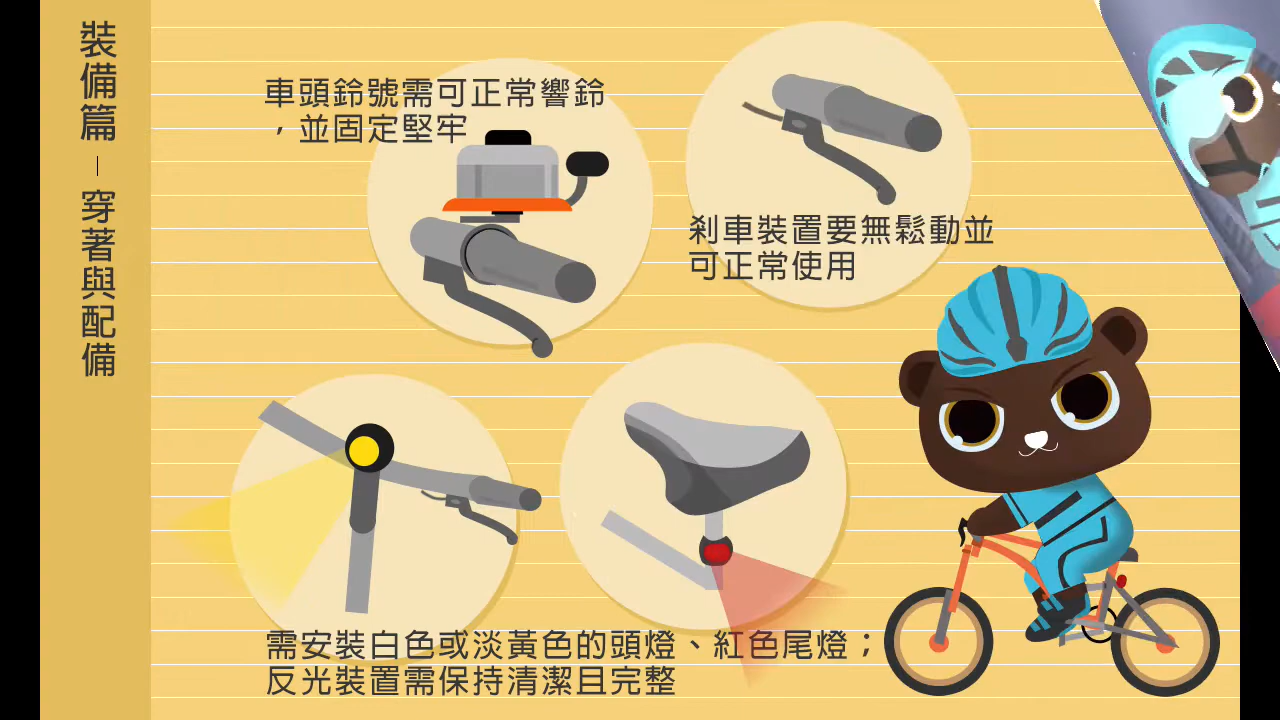 裝備篇－穿著與配備
車頭鈴號需可正常響鈴
，並固定堅牢
剎車裝置要無鬆動並
可正常使用
需安裝白色或淡黃色的頭燈、紅色尾燈；
反光裝置需保持清潔且完整